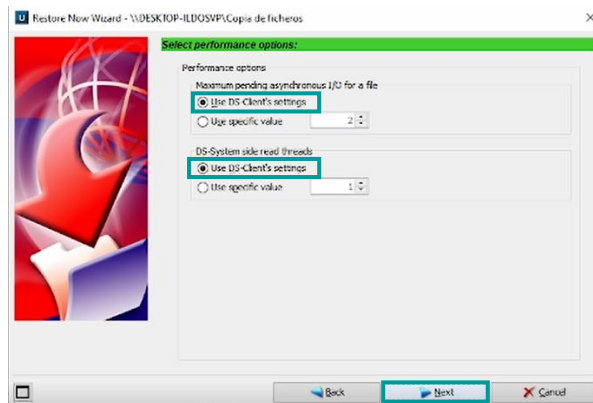 U Restore Now Wizard - \\DESKTOP-ILDOSVP\Copia de ficheros
Select performance options:
Performance options
Maximum pending asynchronous I/O for a file
Use DS-Client's settings
Use specific value 2
DS-System side read threads
Use DS-Client's settings
Use specific value 1
Back Next Cancel